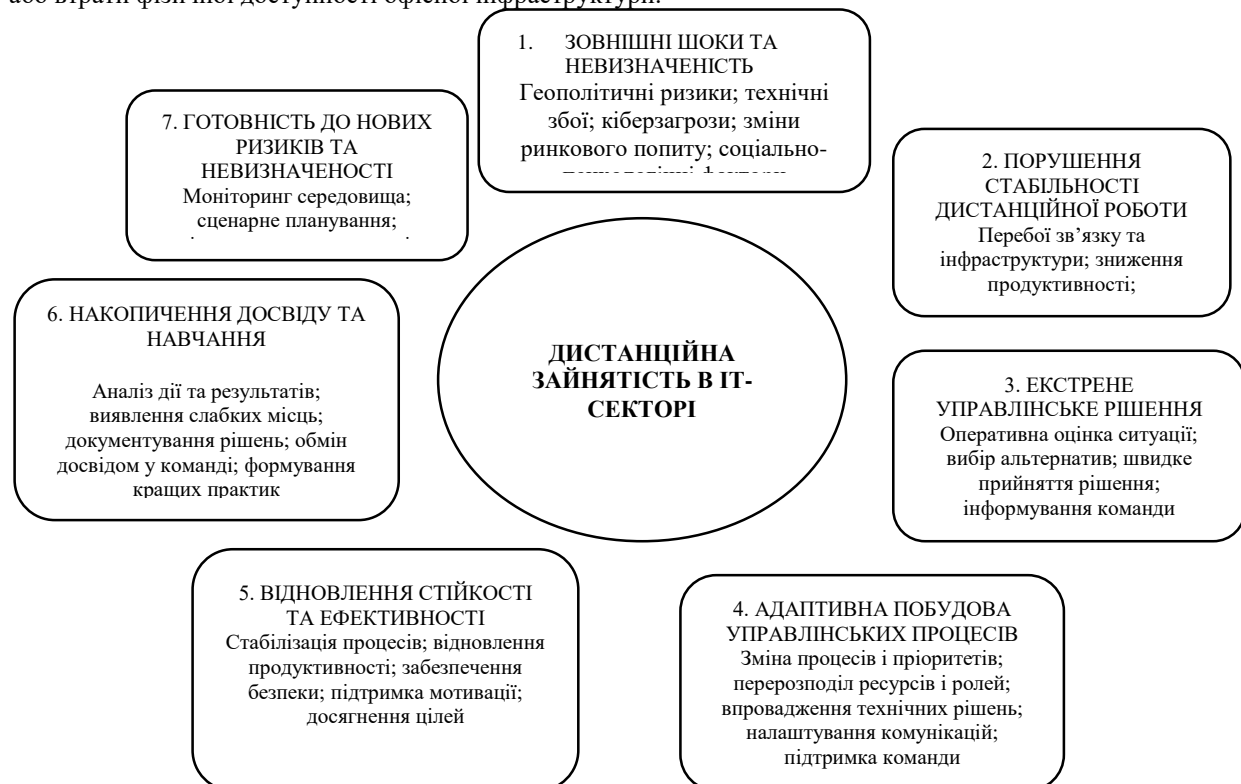 або втрати фізичної доступності офісної інфраструктури.
1. ЗОВНІШНІ ШОКИ ТА
НЕВИЗНАЧЕНІСТЬ
Геополітичні ризики; технічні
збої; кіберзагрози; зміни
ринкового попиту; соціально-
2. ПОРУШЕННЯ
СТАБІЛЬНОСТІ
ДИСТАНЦІЙНОЇ РОБОТИ
Перебої зв’язку та
інфраструктури; зниження
продуктивності;
3. ЕКСТРЕНЕ
УПРАВЛІНСЬКЕ РІШЕННЯ
Оперативна оцінка ситуації;
вибір альтернатив; швидке
прийняття рішення;
інформування команди
4. АДАПТИВНА ПОБУДОВА
УПРАВЛІНСЬКИХ ПРОЦЕСІВ
Зміна процесів і пріоритетів;
перерозподіл ресурсів і ролей;
впровадження технічних рішень;
налаштування комунікацій;
підтримка команди
5. ВІДНОВЛЕННЯ СТІЙКОСТІ
ТА ЕФЕКТИВНОСТІ
Стабілізація процесів; відновлення
продуктивності; забезпечення
безпеки; підтримка мотивації;
досягнення цілей
6. НАКОПИЧЕННЯ ДОСВІДУ ТА
НАВЧАННЯ
Аналіз дії та результатів;
виявлення слабких місць;
документування рішень; обмін
досвідом у команді; формування
кращих практик
7. ГОТОВНІСТЬ ДО НОВИХ
РИЗИКІВ ТА
НЕВИЗНАЧЕНОСТІ
Моніторинг середовища;
сценарне планування;
ДИСТАНЦІЙНА
ЗАЙНЯТІСТЬ В ІТ-
СЕКТОРІ